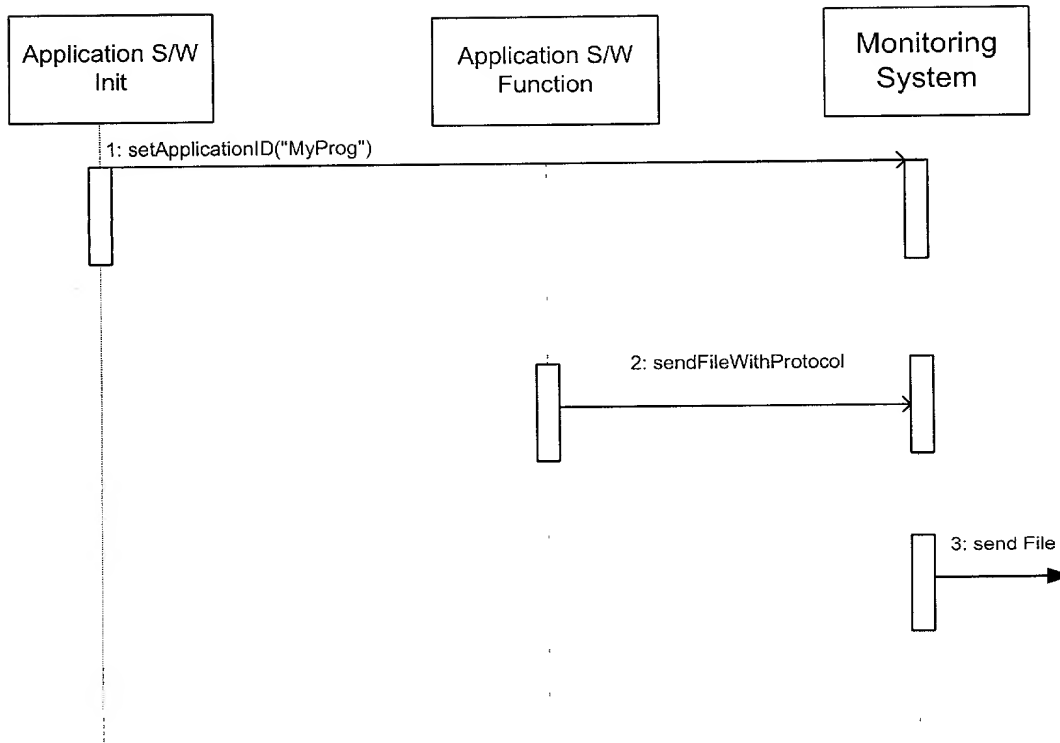 Application S/W
Init
Application S/W
Function
Monitoring
System
1: setApplicationID("MyProg")
2: sendFileWithProtocol
3: send File